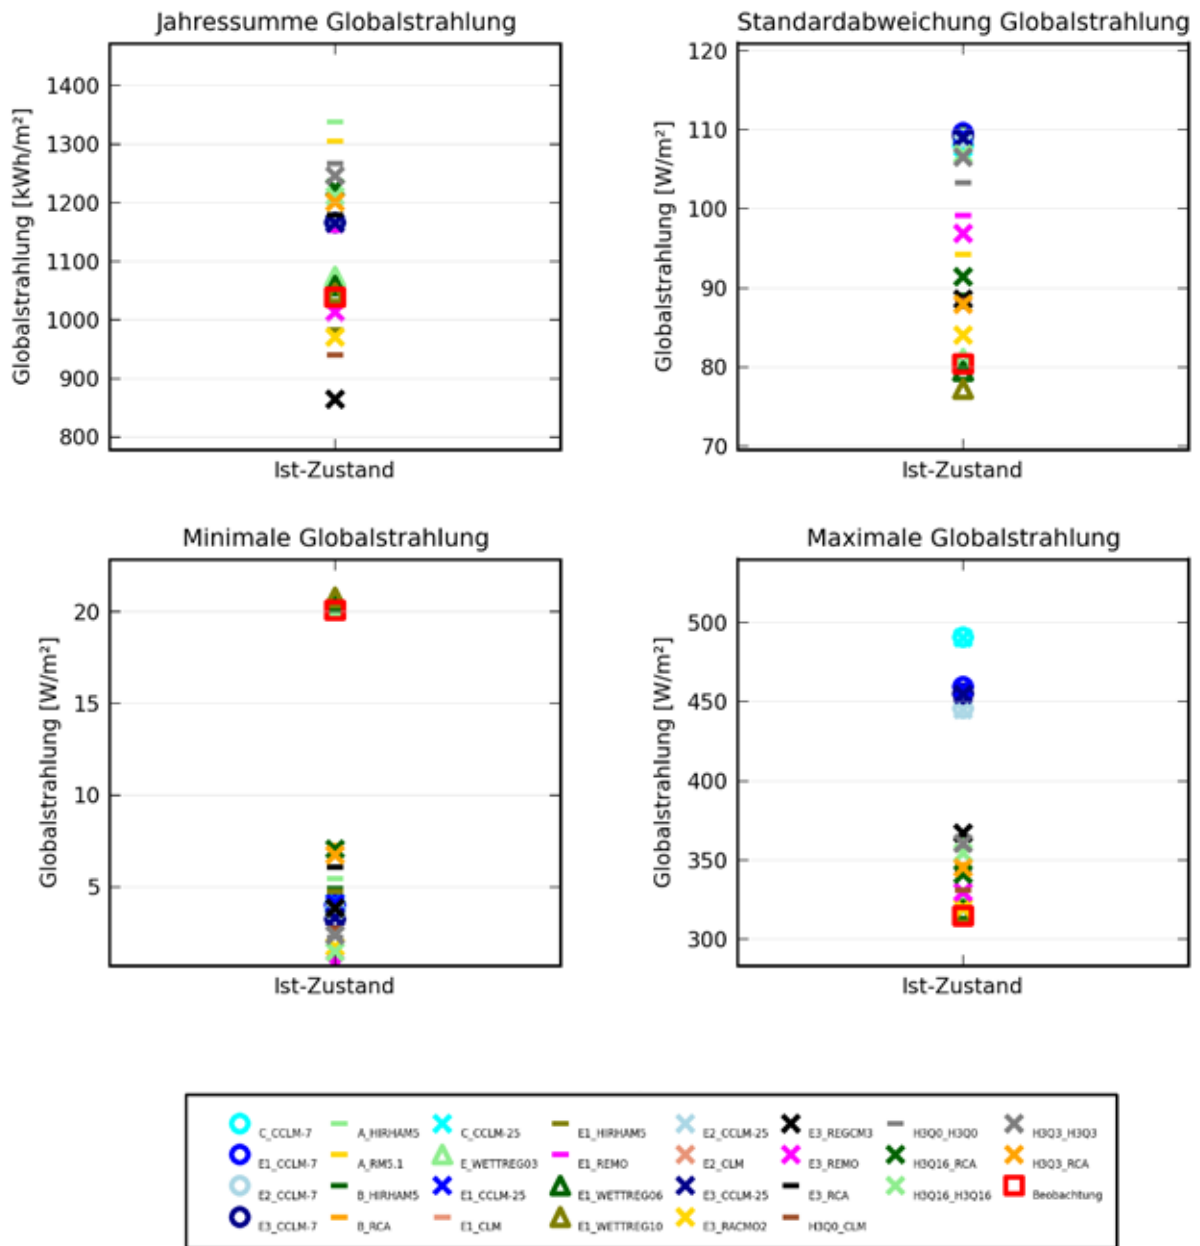 Jahressumme Globalstrahlung
Globalstrahlung [kWh/m²]
1400
1300
1200
1100
1000
900
800
Ist-Zustand
Standardabweichung Globalstrahlung
Globalstrahlung [W/m²]
120
110
100
90
80
70
Ist-Zustand
Minimale Globalstrahlung
Globalstrahlung [W/m²]
20
15
10
5
Ist-Zustand
Maximale Globalstrahlung
Globalstrahlung [W/m²]
500
450
400
350
300
Ist-Zustand
C_CCLM-7 A_HIRHAM5 C_CCLM-25 E1_HIRHAM5 E2_CCLM-25 E3_REGCM3 H3Q0_H3Q0 H3Q3_H3Q3
E1_CCLM-7 A_RM5.1 E_WETTREG03 E1_REMO E2_CLM E3_REMO H3Q16_RCA H3Q3_RCA
E2_CCLM-7 B_HIRHAM5 E1_CCLM-25 E1_WETTREG06 E3_CCLM-25 E3_RCA H3Q16_H3Q16 Beobachtung
E3_CCLM-7 B_RCA E1_CLM E1_WETTREG10 E3_RACMO2 H3Q0_CLM